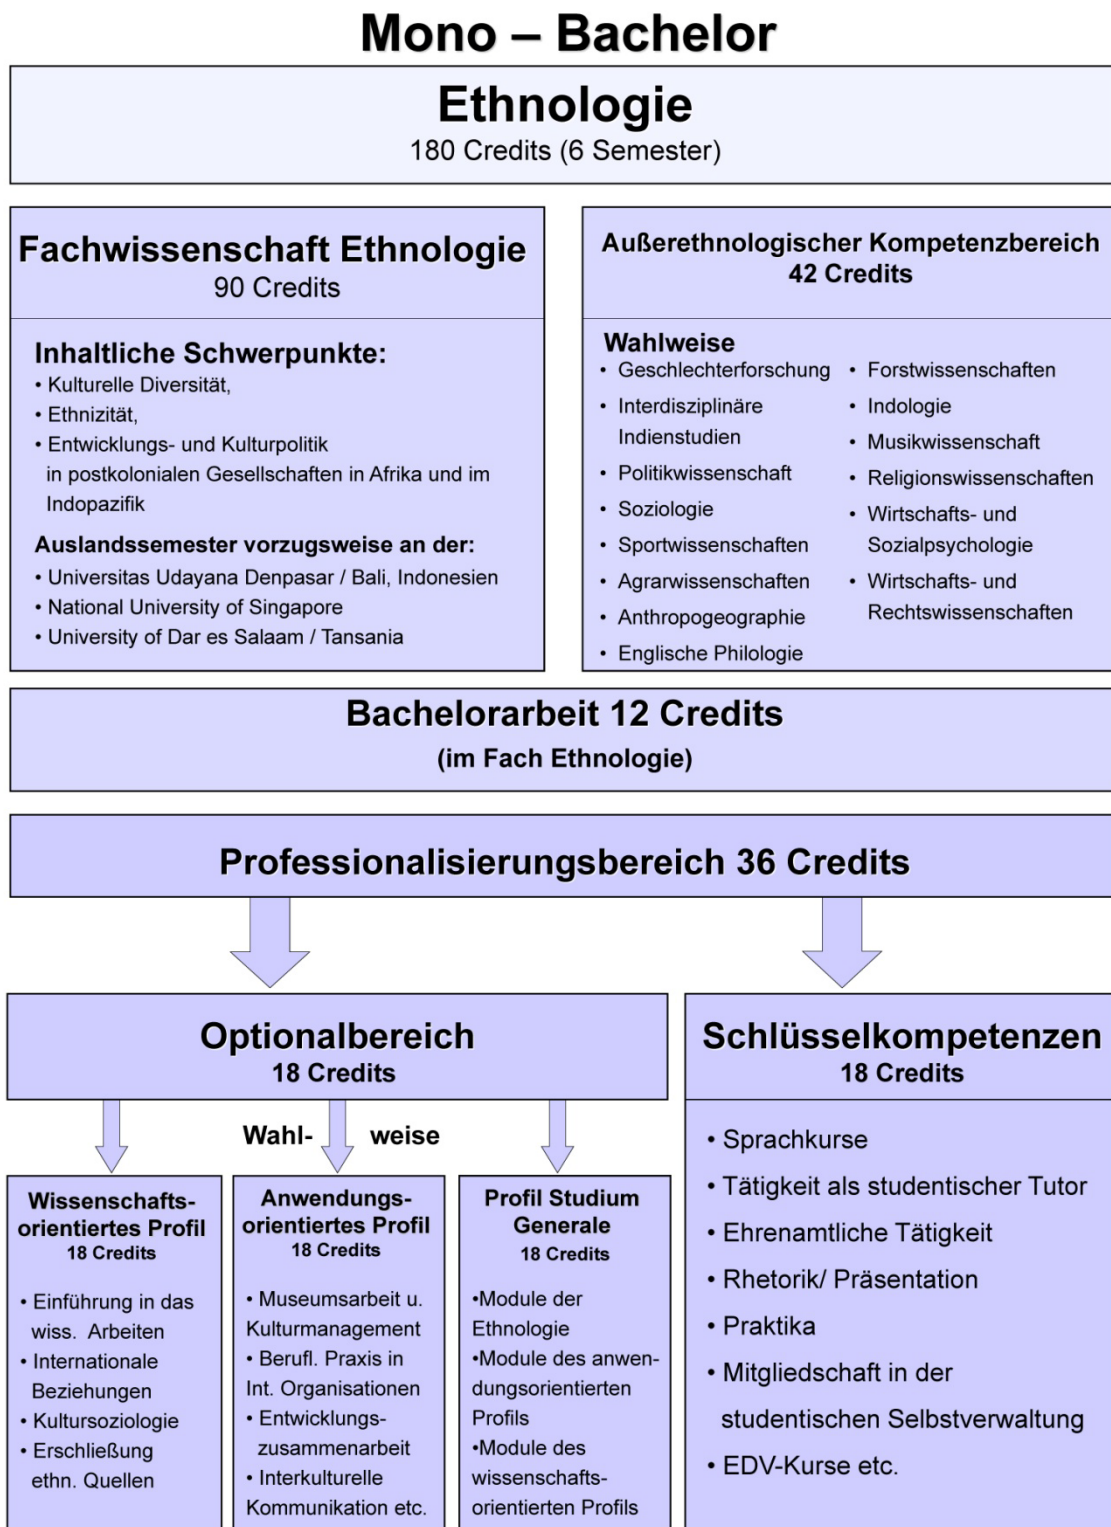 Mono – Bachelor
Ethnologie
180 Credits (6 Semester)
Fachwissenschaft Ethnologie
90 Credits
Inhaltliche Schwerpunkte:
• Kulturelle Diversität,
• Ethnizität,
• Entwicklungs- und Kulturpolitik
in postkolonialen Gesellschaften in Afrika und im
Indopazifik
Auslandssemester vorzugsweise an der:
• Universitas Udayana Denpasar / Bali, Indonesien
• National University of Singapore
• University of Dar es Salaam / Tansania
Außerethnologischer Kompetenzbereich
42 Credits
Wahlweise
• Geschlechterforschung
• Interdisziplinäre
Indienstudien
• Politikwissenschaft
• Soziologie
• Sportwissenschaften
• Agrarwissenschaften
• Anthropogeographie
• Englische Philologie
• Forstwissenschaften
• Indologie
• Musikwissenschaft
• Religionswissenschaften
• Wirtschafts- und
Sozialpsychologie
• Wirtschafts- und
Rechtswissenschaften
Bachelorarbeit 12 Credits
(im Fach Ethnologie)
Professionalisierungsbereich 36 Credits
Optionalbereich
18 Credits
Wahl- weise
Wissenschafts-
orientiertes Profil
18 Credits
• Einführung in das
wiss. Arbeiten
• Internationale
Beziehungen
• Kultursoziologie
• Erschließung
ethn. Quellen
Anwendungs-
orientiertes Profil
18 Credits
• Museumsarbeit u.
Kulturmanagement
• Berufl. Praxis in
Int. Organisationen
• Entwicklungs-
zusammenarbeit
• Interkulturelle
Kommunikation etc.
Profil Studium
Generale
18 Credits
•Module der
Ethnologie
•Module des anwen-
dungsorientierten
Profils
•Module des
wissenschafts-
orientierten Profils
Schlüsselkompetenzen
18 Credits
• Sprachkurse
• Tätigkeit als studentischer Tutor
• Ehrenamtliche Tätigkeit
• Rhetorik/ Präsentation
• Praktika
• Mitgliedschaft in der
studentischen Selbstverwaltung
• EDV-Kurse etc.